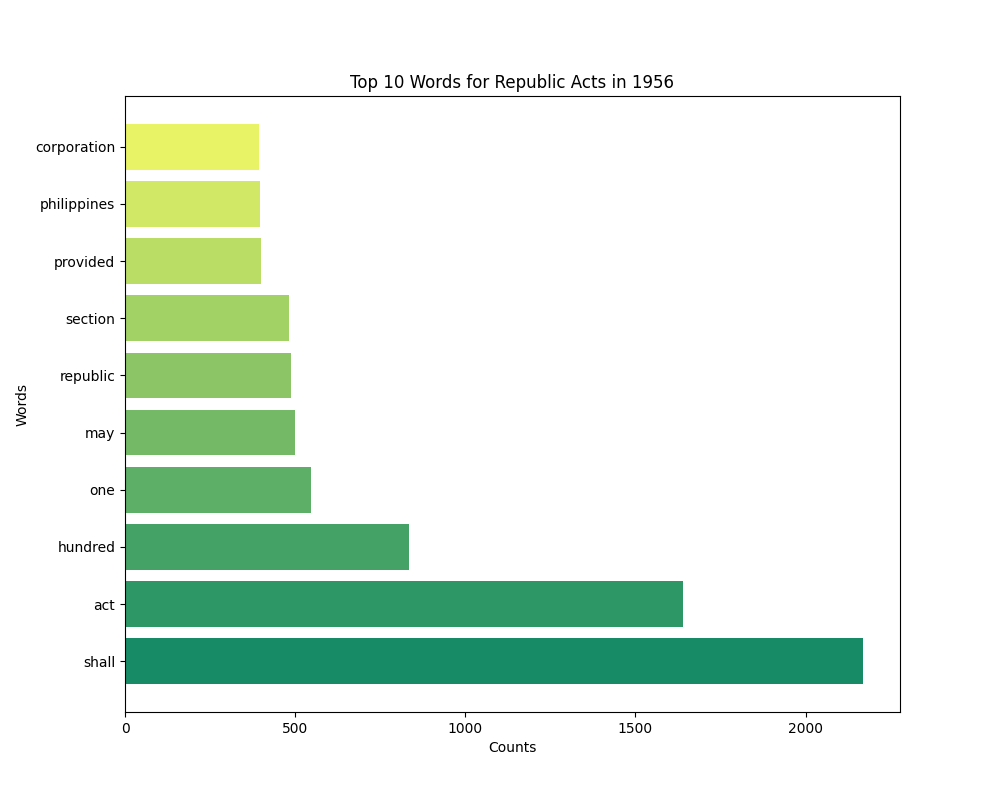 Top 10 Words for Republic Acts in 1956
corporation
philippines
provided
section
republic
may
one
hundred
act
shall
Words
0 500 1000 1500 2000
Counts